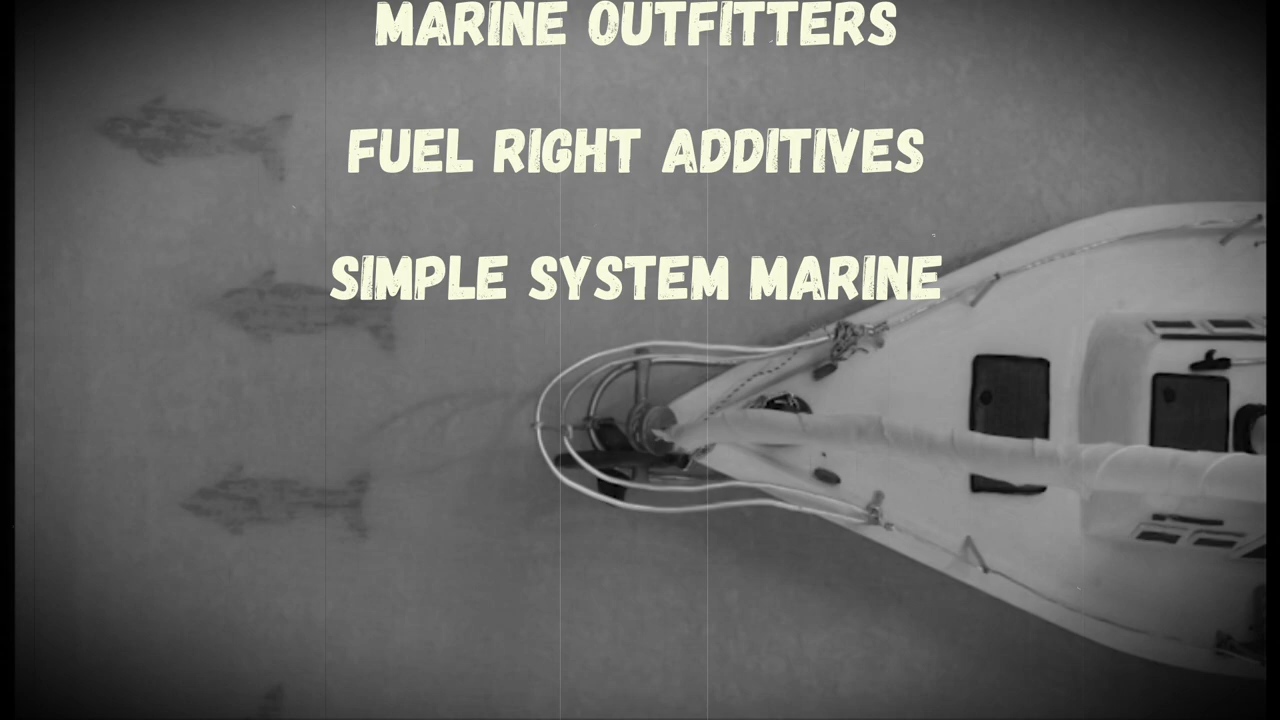 MARINE OUTFITTERS
FUEL RIGHT ADDITIVES
SIMPLE SYSTEM MARINE